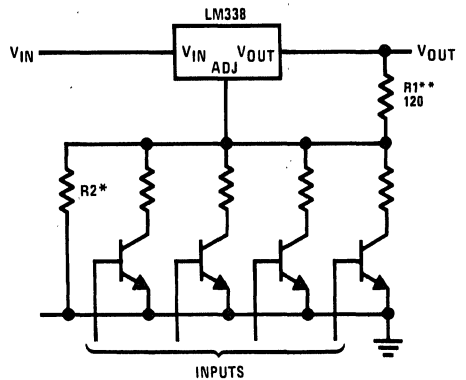 LM338
VIN
VIN VOUT
ADJ
VOUT
R1**
120
R2*
INPUTS